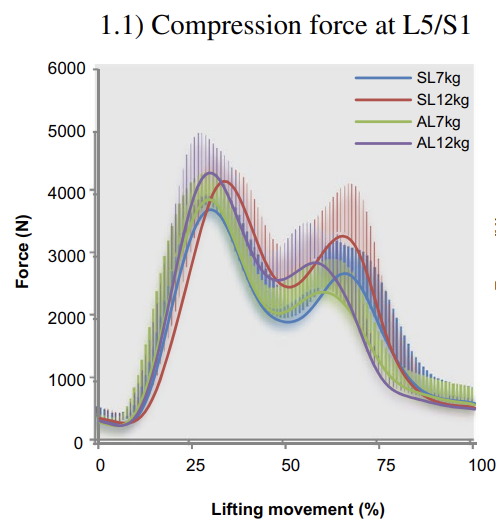 1.1) Compression force at L5/S1
6000
5000
4000
3000
2000
1000
0
Force (N)
SL7kg
SL12kg
AL7kg
AL12kg
0
25
50
75
100
Lifting movement (%)